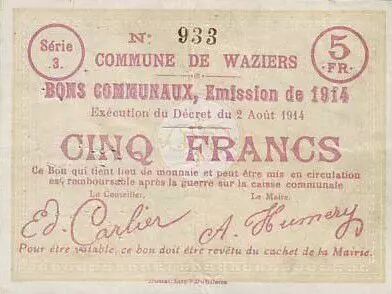 Série
3.
No. 933
5
FR.
COMMUNE DE WAZIERS
BONS COMMUNAUX, Emission de 1914
Exécution du Décret du 2 Août 1914
CINQ FRANCS
Ce Bon qui tient lieu de monnaie et peut être mis en circulation
est remboursable après la guerre sur la caisse communale
Le Conseiller, Le Maire,
Ed. Carlier A. Humery
Pour être valable, ce bon doit être revêtu du cachet de la Mairie.